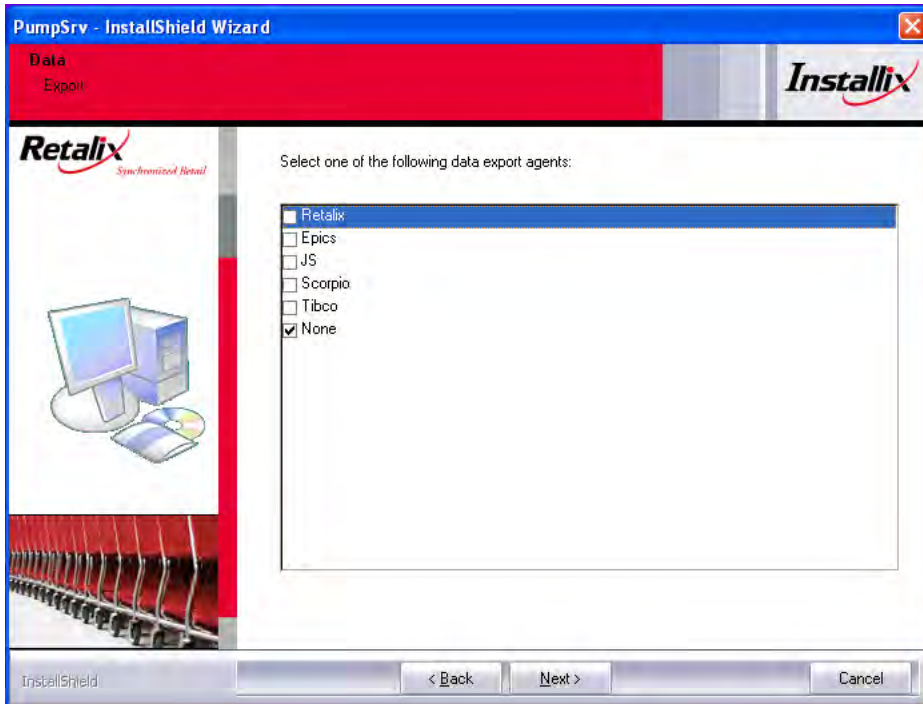 PumpSrv - InstallShield Wizard
Data
Export
Installix
Retalix
Synchronized Retail
Select one of the following data export agents:
Retalix
Epics
JS
Scorpio
Tibco
None
InstallShield
< Back
Next >
Cancel